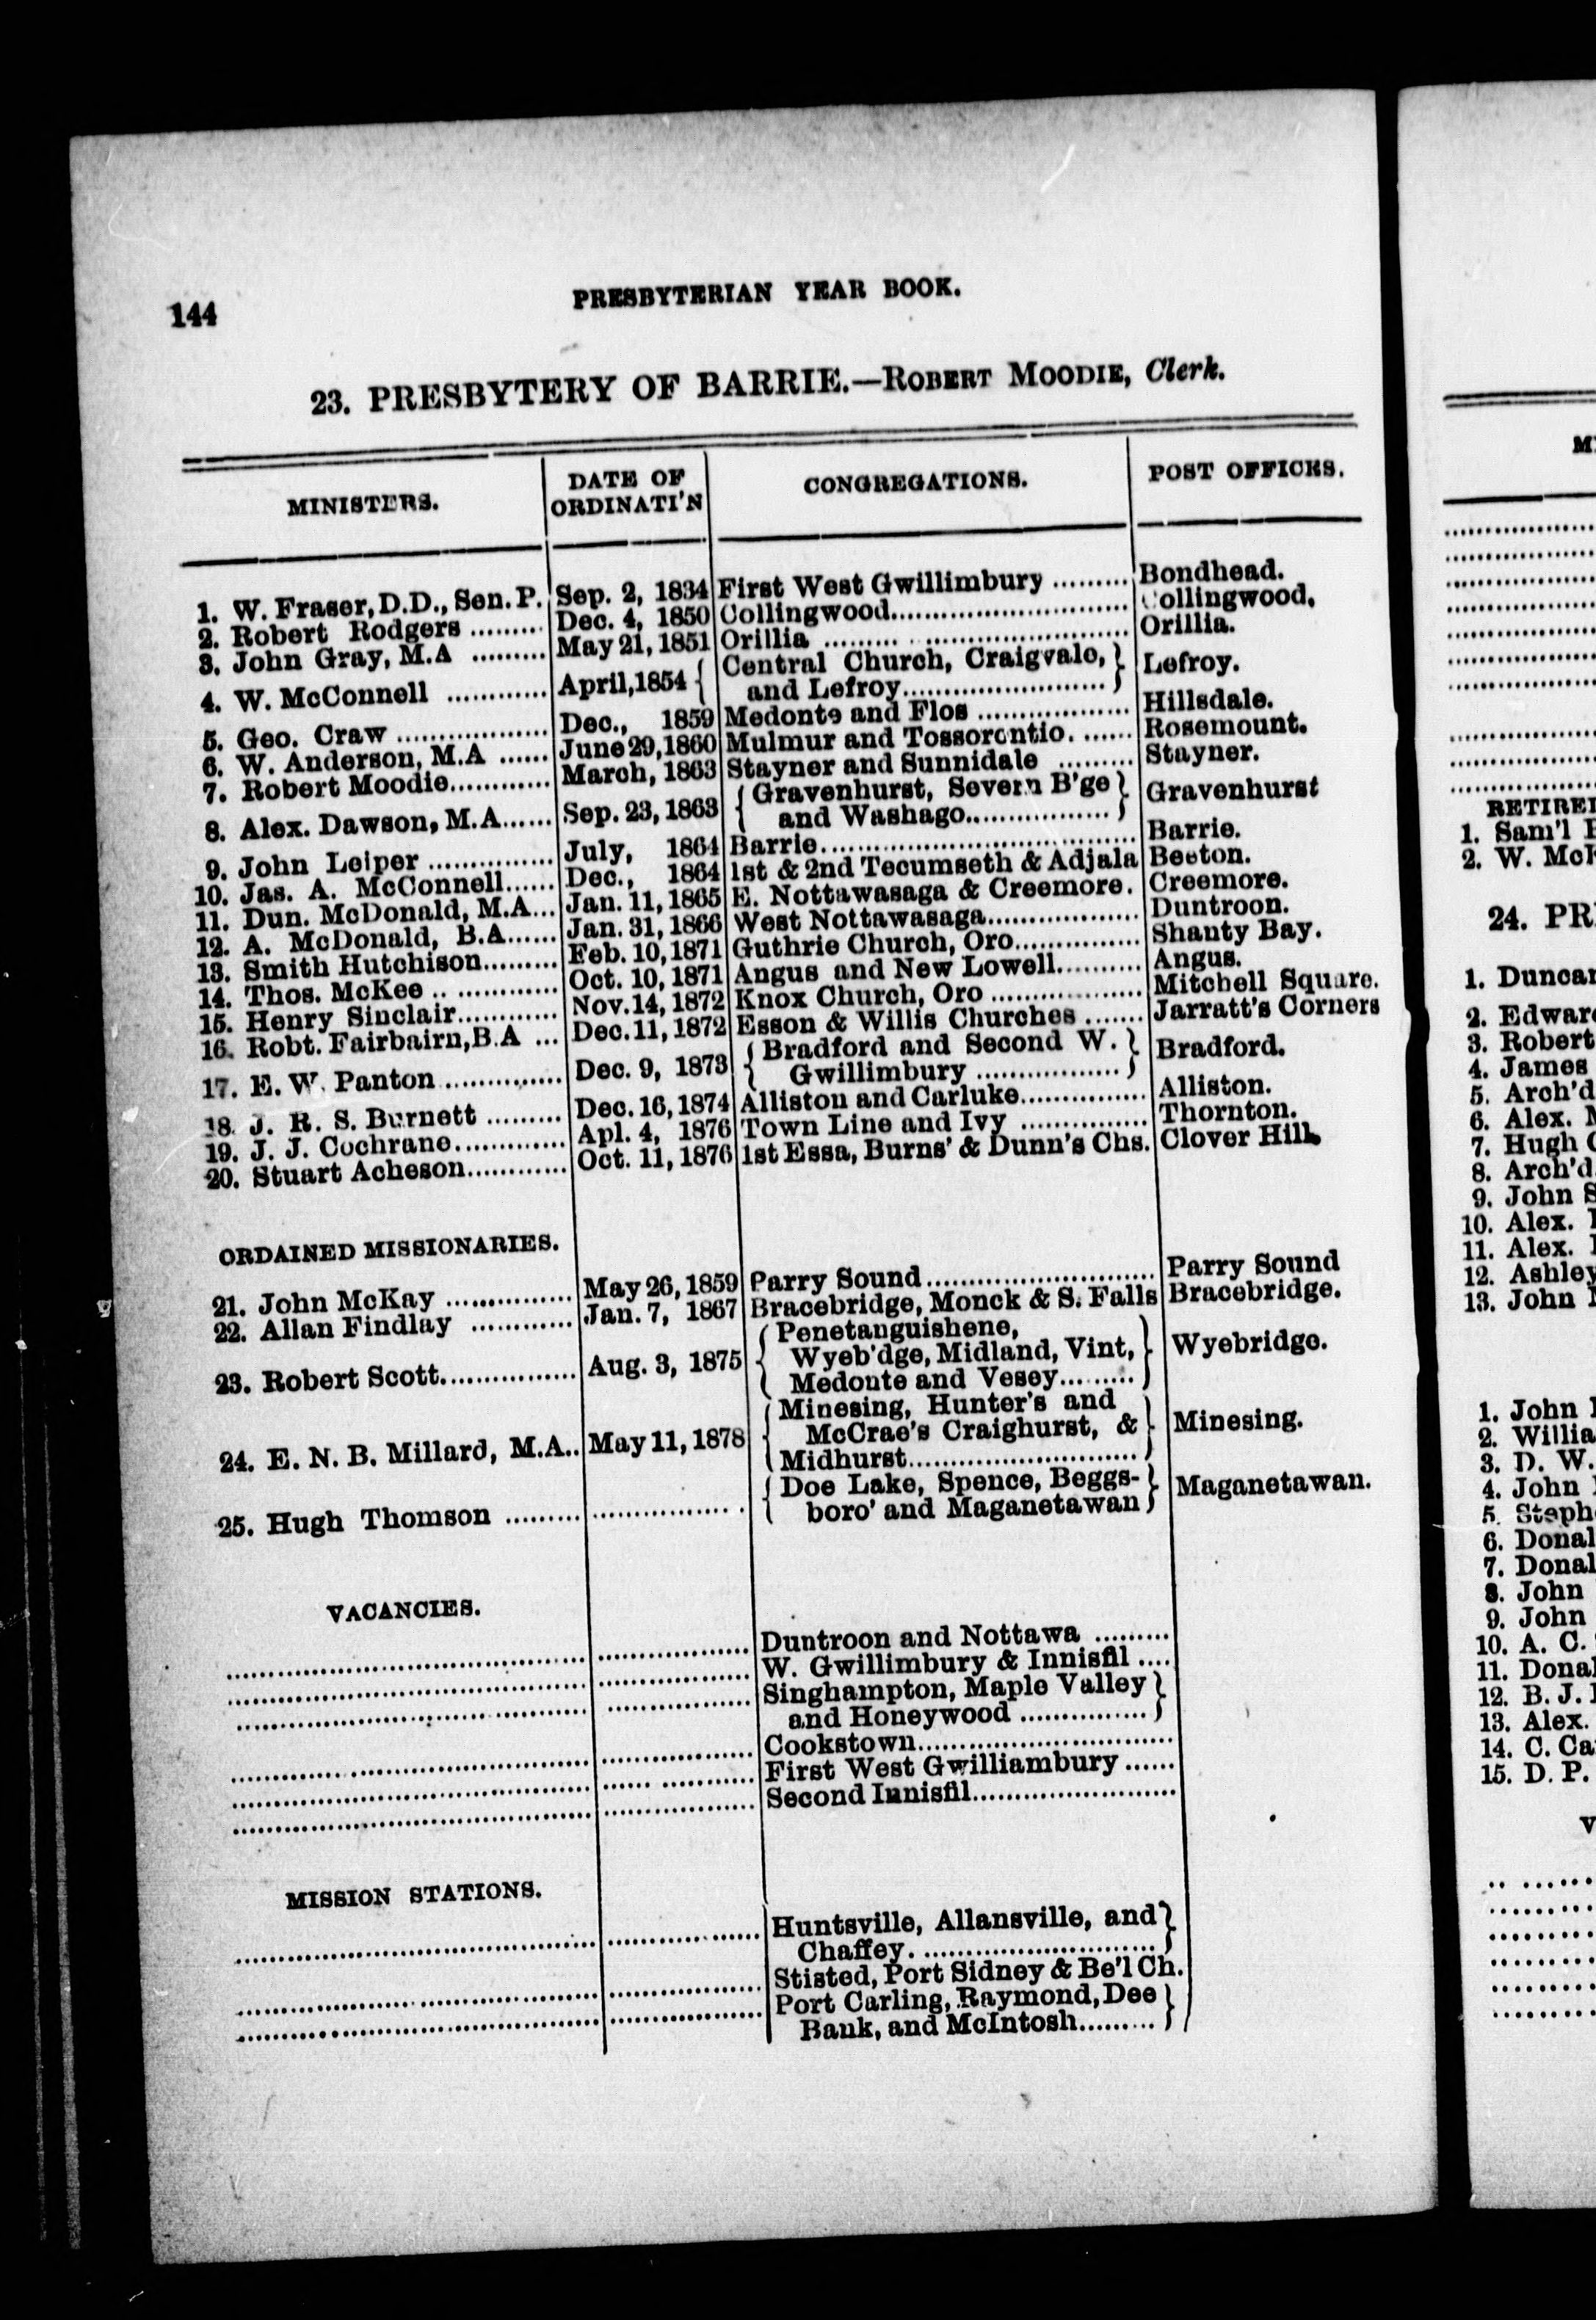 144
PRESBYTERIAN YEAR BOOK.
23. PRESBYTERY OF BARRIE.—ROBERT MOODIE, Clerk.
MINISTERS. DATE OF ORDINATI'N CONGREGATIONS. POST OFFICES.
1. W. Fraser, D.D., Sen. P. Sep. 2, 1834 First West Gwillimbury ......... Bondhead.
2. Robert Rodgers ......... Dec. 4, 1850 Collingwood............................ Collingwood,
3. John Gray, M.A ......... May 21, 1851 Orillia ......... ........................ Orillia.
4. W. McConnell ............ April, 1854 { Central Church, Craigvale, } Lefroy.
and Lefroy........................
5. Geo. Craw .................. Dec., 1859 Medonte and Flos .................. Hillsdale.
6. W. Anderson, M.A ...... June 29, 1860 Mulmur and Tossorontio. ...... Rosemount.
7. Robert Moodie............ March, 1863 Stayner and Sunnidale ......... Stayner.
8. Alex. Dawson, M.A...... Sep. 23, 1863 { Gravenhurst, Severn B'ge } Gravenhurst
and Washago.................
9. John Leiper ............... July, 1864 Barrie.................................... Barrie.
10. Jas. A. McConnell...... Dec., 1864 1st & 2nd Tecumseth & Adjala Beeton.
11. Dun. McDonald, M.A... Jan. 11, 1865 E. Nottawasaga & Creemore. Creemore.
12. A. McDonald, B.A...... Jan. 31, 1866 West Nottawasaga.................. Duntroon.
13. Smith Hutchison......... Feb. 10, 1871 Guthrie Church, Oro............... Shanty Bay.
14. Thos. McKee .. ............ Oct. 10, 1871 Angus and New Lowell.......... Angus.
15. Henry Sinclair............ Nov. 14, 1872 Knox Church, Oro .................. Mitchell Square.
16. Robt. Fairbairn, B.A ... Dec. 11, 1872 Esson & Willis Churches ....... Jarratt's Corners
17. E. W. Panton............... Dec. 9, 1873 { Bradford and Second W. } Bradford.
Gwillimbury .................
18. J. R. S. Burnett ......... Dec. 16, 1874 Alliston and Carluke............... Alliston.
19. J. J. Cochrane............. Apl. 4, 1876 Town Line and Ivy ............... Thornton.
20. Stuart Acheson............ Oct. 11, 1876 1st Essa, Burns' & Dunn's Chs. Clover Hill.
ORDAINED MISSIONARIES.
21. John McKay ............... May 26, 1859 Parry Sound........................... Parry Sound
22. Allan Findlay ............ Jan. 7, 1867 Bracebridge, Monck & S. Falls Bracebridge.
23. Robert Scott................ Aug. 3, 1875 { Penetanguishene,
Wyeb'dge, Midland, Vint, } Wyebridge.
Medonte and Vesey.........
24. E. N. B. Millard, M.A.. May 11, 1878 { Minesing, Hunter's and
McCrae's Craighurst, & } Minesing.
Midhurst...........................
25. Hugh Thomson ......... .................. { Doe Lake, Spence, Beggs- } Maganetawan.
boro' and Maganetawan
VACANCIES.
Duntroon and Nottawa .........
W. Gwillimbury & Innisfil ....
Singhampton, Maple Valley }
and Honeywood ...............
Cookstown..............................
First West Gwilliambury ......
Second Innisfil........................
MISSION STATIONS.
Huntsville, Allansville, and }
Chaffey. ...........................
Stisted, Port Sidney & Be'l Ch.
Port Carling, Raymond, Dee }
Bank, and McIntosh.........
RETIRE
1. Sam'l
2. W. Mc
24. PR
1. Duncan
2. Edward
3. Robert
4. James
5. Arch'd
6. Alex.
7. Hugh
8. Arch'd
9. John
10. Alex.
11. Alex.
12. Ashley
13. John
1. John
2. Willia
3. D. W.
4. John
5. Steph
6. Donal
7. Donal
8. John
9. John
10. A. C.
11. Donal
12. B. J.
13. Alex.
14. C. Ca
15. D. P.
V